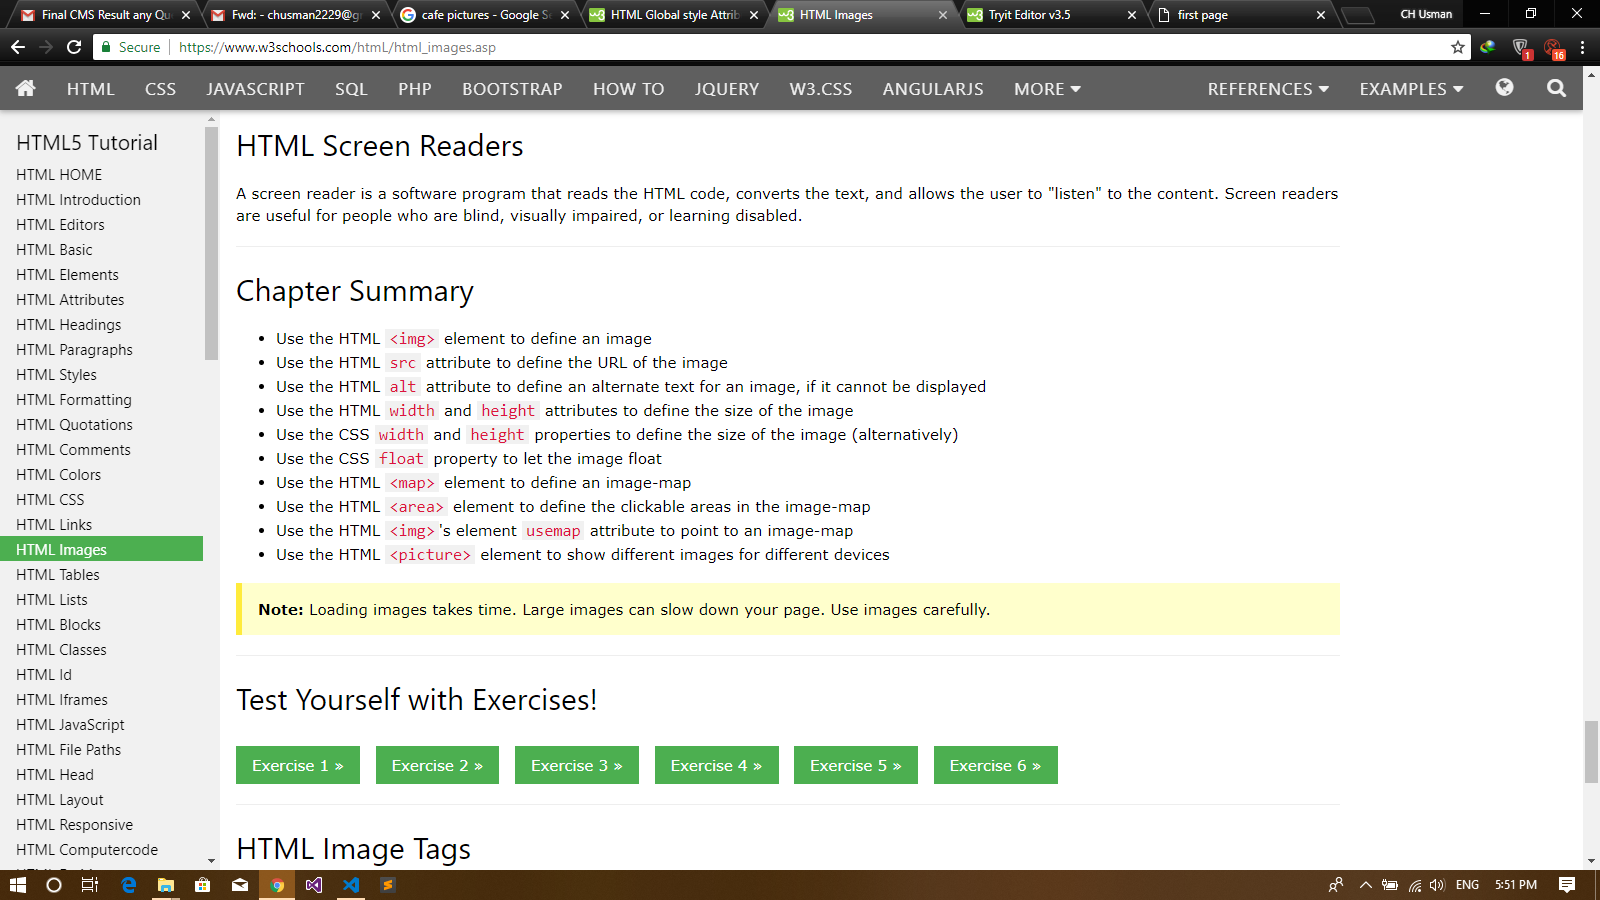 Final CMS Result any Qu
Fwd: - chusman2229@g
cafe pictures - Google S
HTML Global style Attrib
HTML Images
Tryit Editor v3.5
first page
CH Usman
Secure
https://www.w3schools.com/html/html_images.asp
1
16
HTML
CSS
JAVASCRIPT
SQL
PHP
BOOTSTRAP
HOW TO
JQUERY
W3.CSS
ANGULARJS
MORE
REFERENCES
EXAMPLES
HTML5 Tutorial
HTML HOME
HTML Introduction
HTML Editors
HTML Basic
HTML Elements
HTML Attributes
HTML Headings
HTML Paragraphs
HTML Styles
HTML Formatting
HTML Quotations
HTML Comments
HTML Colors
HTML CSS
HTML Links
HTML Images
HTML Tables
HTML Lists
HTML Blocks
HTML Classes
HTML Id
HTML Iframes
HTML JavaScript
HTML File Paths
HTML Head
HTML Layout
HTML Responsive
HTML Computercode
HTML Screen Readers
A screen reader is a software program that reads the HTML code, converts the text, and allows the user to "listen" to the content. Screen readers
are useful for people who are blind, visually impaired, or learning disabled.
Chapter Summary
• Use the HTML <img> element to define an image
• Use the HTML src attribute to define the URL of the image
• Use the HTML alt attribute to define an alternate text for an image, if it cannot be displayed
• Use the HTML width and height attributes to define the size of the image
• Use the CSS width and height properties to define the size of the image (alternatively)
• Use the CSS float property to let the image float
• Use the HTML <map> element to define an image-map
• Use the HTML <area> element to define the clickable areas in the image-map
• Use the HTML <img>'s element usemap attribute to point to an image-map
• Use the HTML <picture> element to show different images for different devices
Note: Loading images takes time. Large images can slow down your page. Use images carefully.
Test Yourself with Exercises!
Exercise 1 »
Exercise 2 »
Exercise 3 »
Exercise 4 »
Exercise 5 »
Exercise 6 »
HTML Image Tags
ENG
5:51 PM